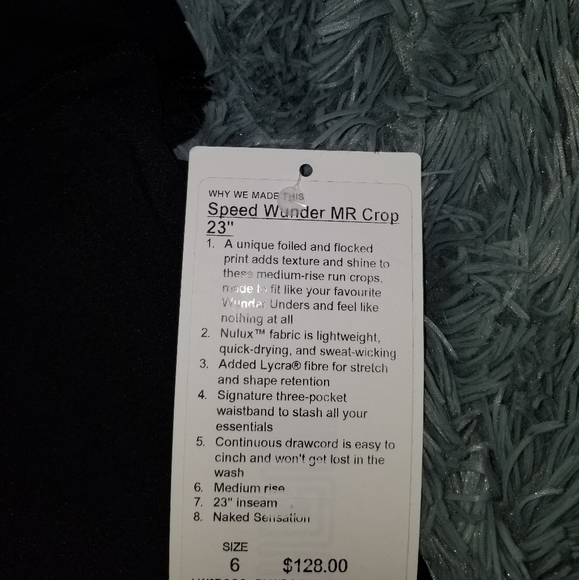 WHY WE MADE THIS
Speed Wunder MR Crop
23"
1. A unique foiled and flocked
print adds texture and shine to
these medium-rise run crops,
made to fit like your favourite
Wunder Unders and feel like
nothing at all
2. Nulux™ fabric is lightweight,
quick-drying, and sweat-wicking
3. Added Lycra® fibre for stretch
and shape retention
4. Signature three-pocket
waistband to stash all your
essentials
5. Continuous drawcord is easy to
cinch and won't get lost in the
wash
6. Medium rise
7. 23" inseam
8. Naked Sensation
SIZE
6 $128.00